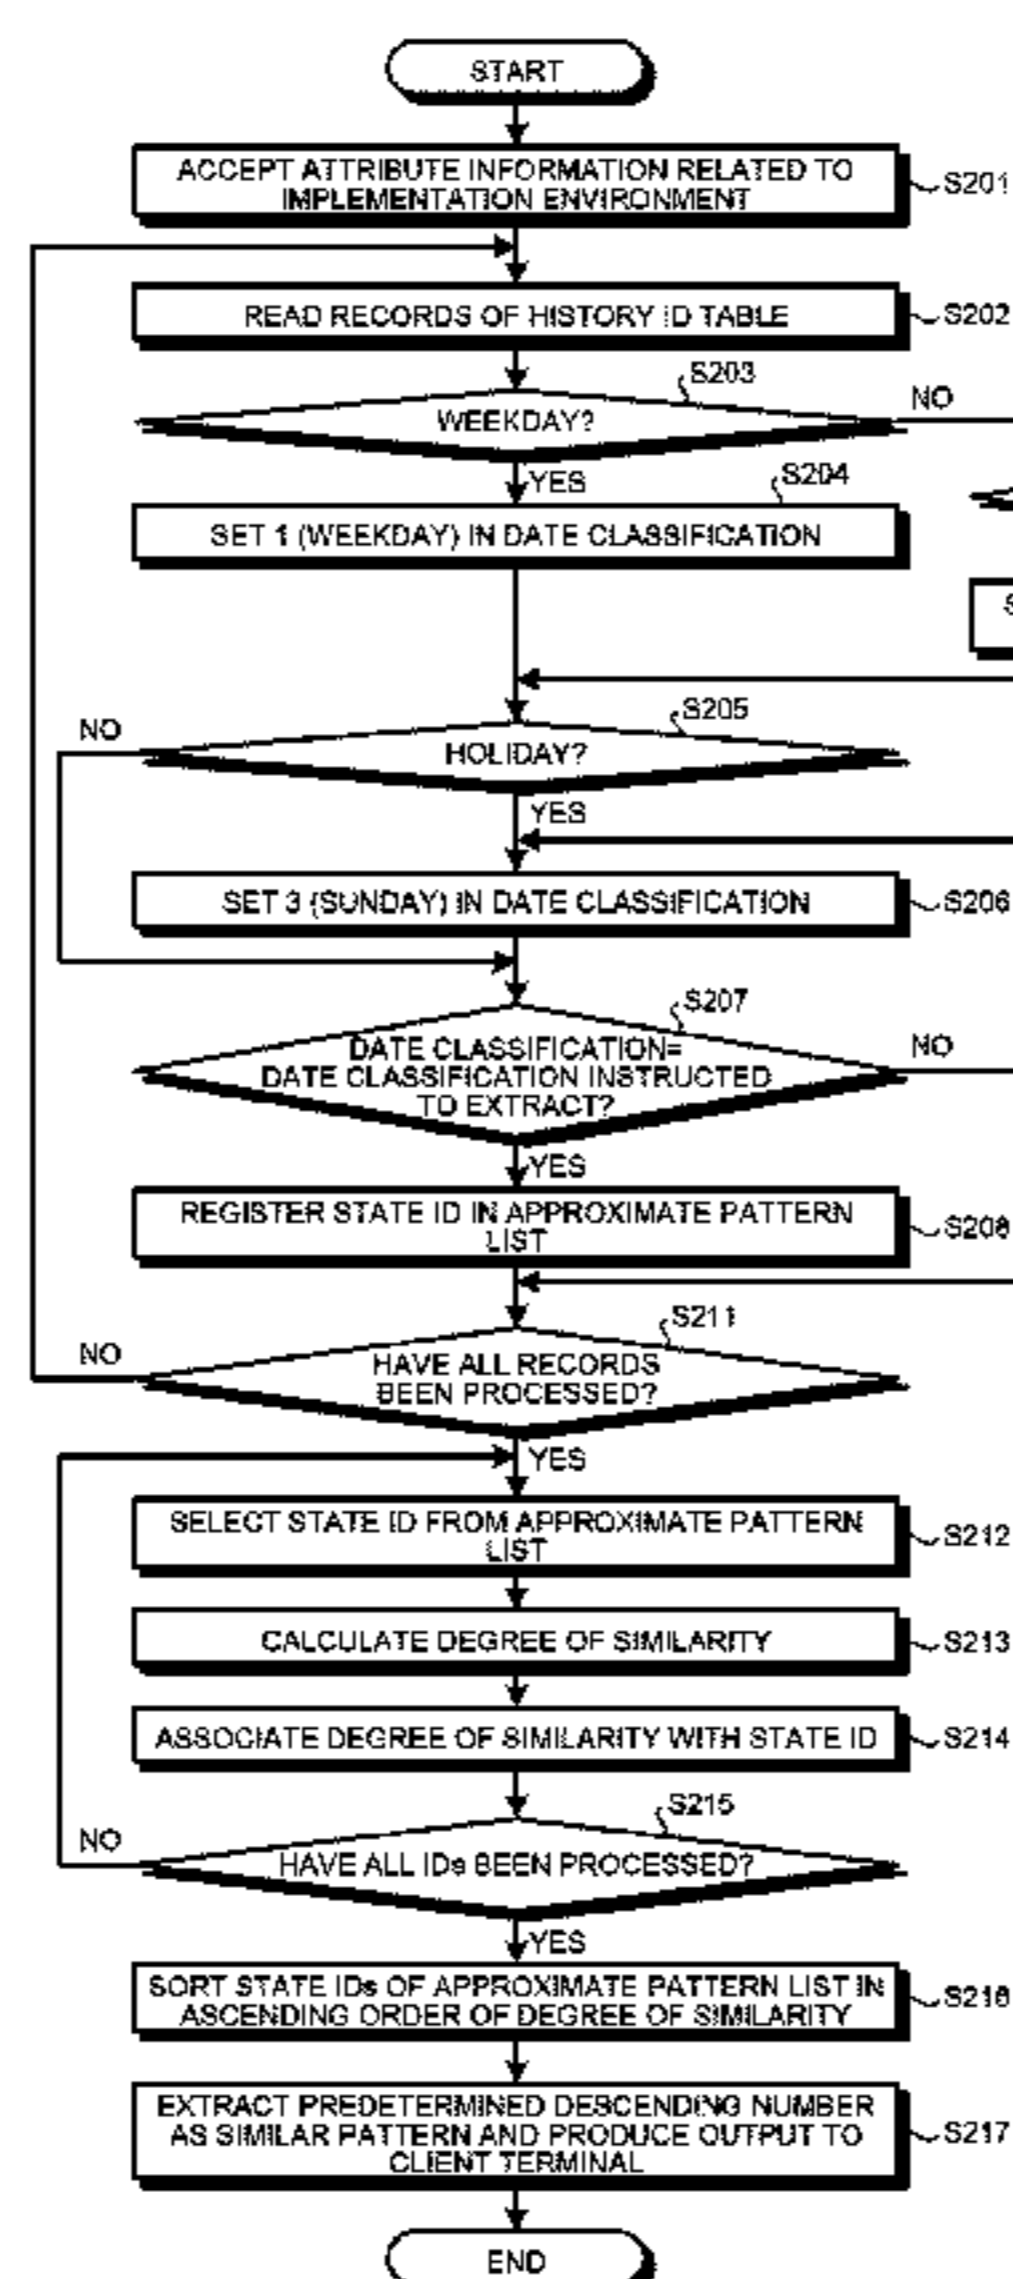 START
ACCEPT ATTRIBUTE INFORMATION RELATED TO
IMPLEMENTATION ENVIRONMENT
S201
READ RECORDS OF HISTORY ID TABLE
S202
S203
WEEKDAY?
NO
YES
S204
SET 1 (WEEKDAY) IN DATE CLASSIFICATION
S205
NO
HOLIDAY?
YES
SET 3 (SUNDAY) IN DATE CLASSIFICATION
S206
S207
DATE CLASSIFICATION=
DATE CLASSIFICATION INSTRUCTED
TO EXTRACT?
NO
YES
REGISTER STATE ID IN APPROXIMATE PATTERN
LIST
S208
S211
NO
HAVE ALL RECORDS
BEEN PROCESSED?
YES
SELECT STATE ID FROM APPROXIMATE PATTERN
LIST
S212
CALCULATE DEGREE OF SIMILARITY
S213
ASSOCIATE DEGREE OF SIMILARITY WITH STATE ID
S214
S215
NO
HAVE ALL IDs BEEN PROCESSED?
YES
SORT STATE IDs OF APPROXIMATE PATTERN LIST IN
ASCENDING ORDER OF DEGREE OF SIMILARITY
S216
EXTRACT PREDETERMINED DESCENDING NUMBER
AS SIMILAR PATTERN AND PRODUCE OUTPUT TO
CLIENT TERMINAL
S217
END